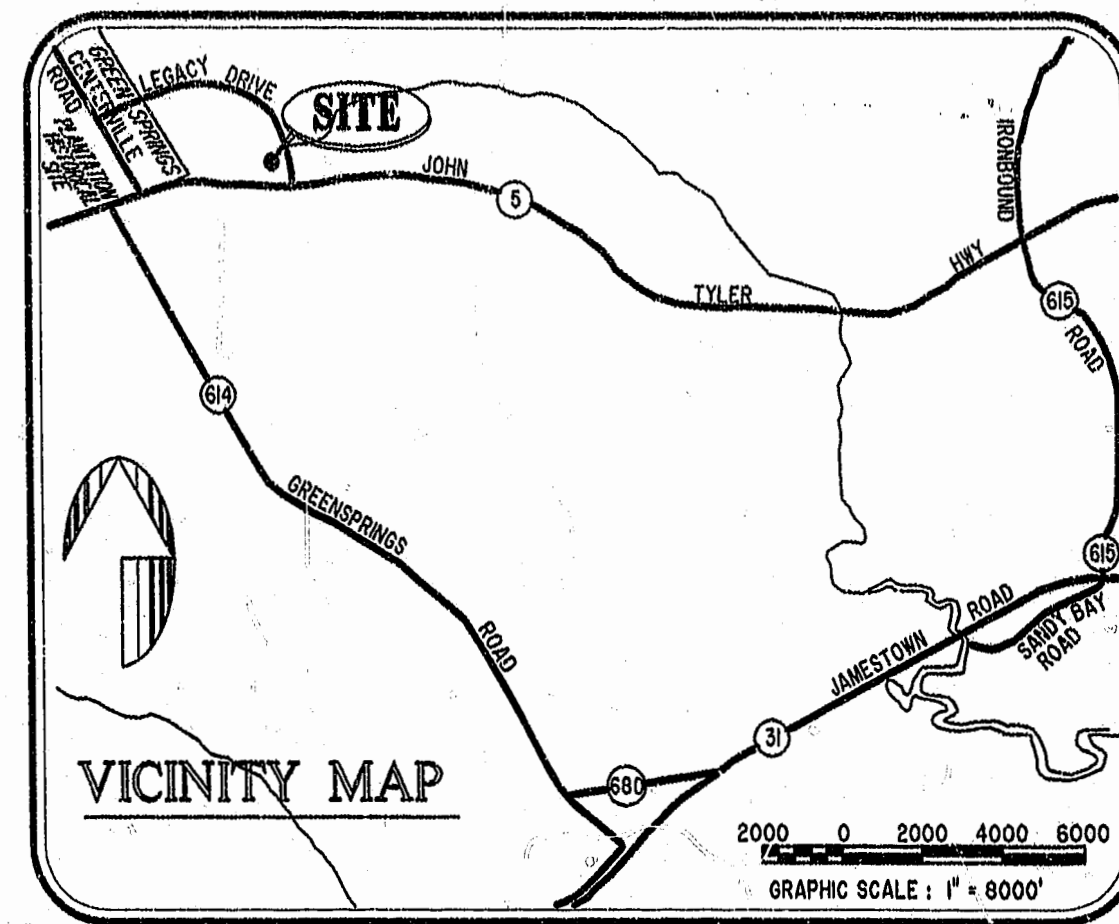 GREEN SPRINGS
CENTERVILLE
ROAD
PLANTATION
HISTORICAL
SITE
LEGACY DRIVE
SITE
JOHN
5
TYLER
HWY
IRONBOUND
615
ROAD
614
GREENSPRINGS
ROAD
615
JAMESTOWN ROAD
SANDY BAY
ROAD
31
680
VICINITY MAP
2000 0 2000 4000 6000
GRAPHIC SCALE : 1" = 8000'